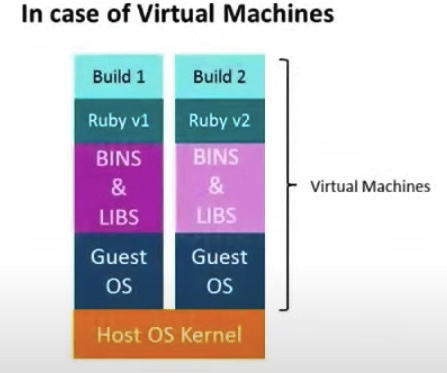 In case of Virtual Machines
Build 1
Build 2
Ruby v1
Ruby v2
BINS
&
LIBS
BINS
&
LIBS
Virtual Machines
Guest
OS
Guest
OS
Host OS Kernel